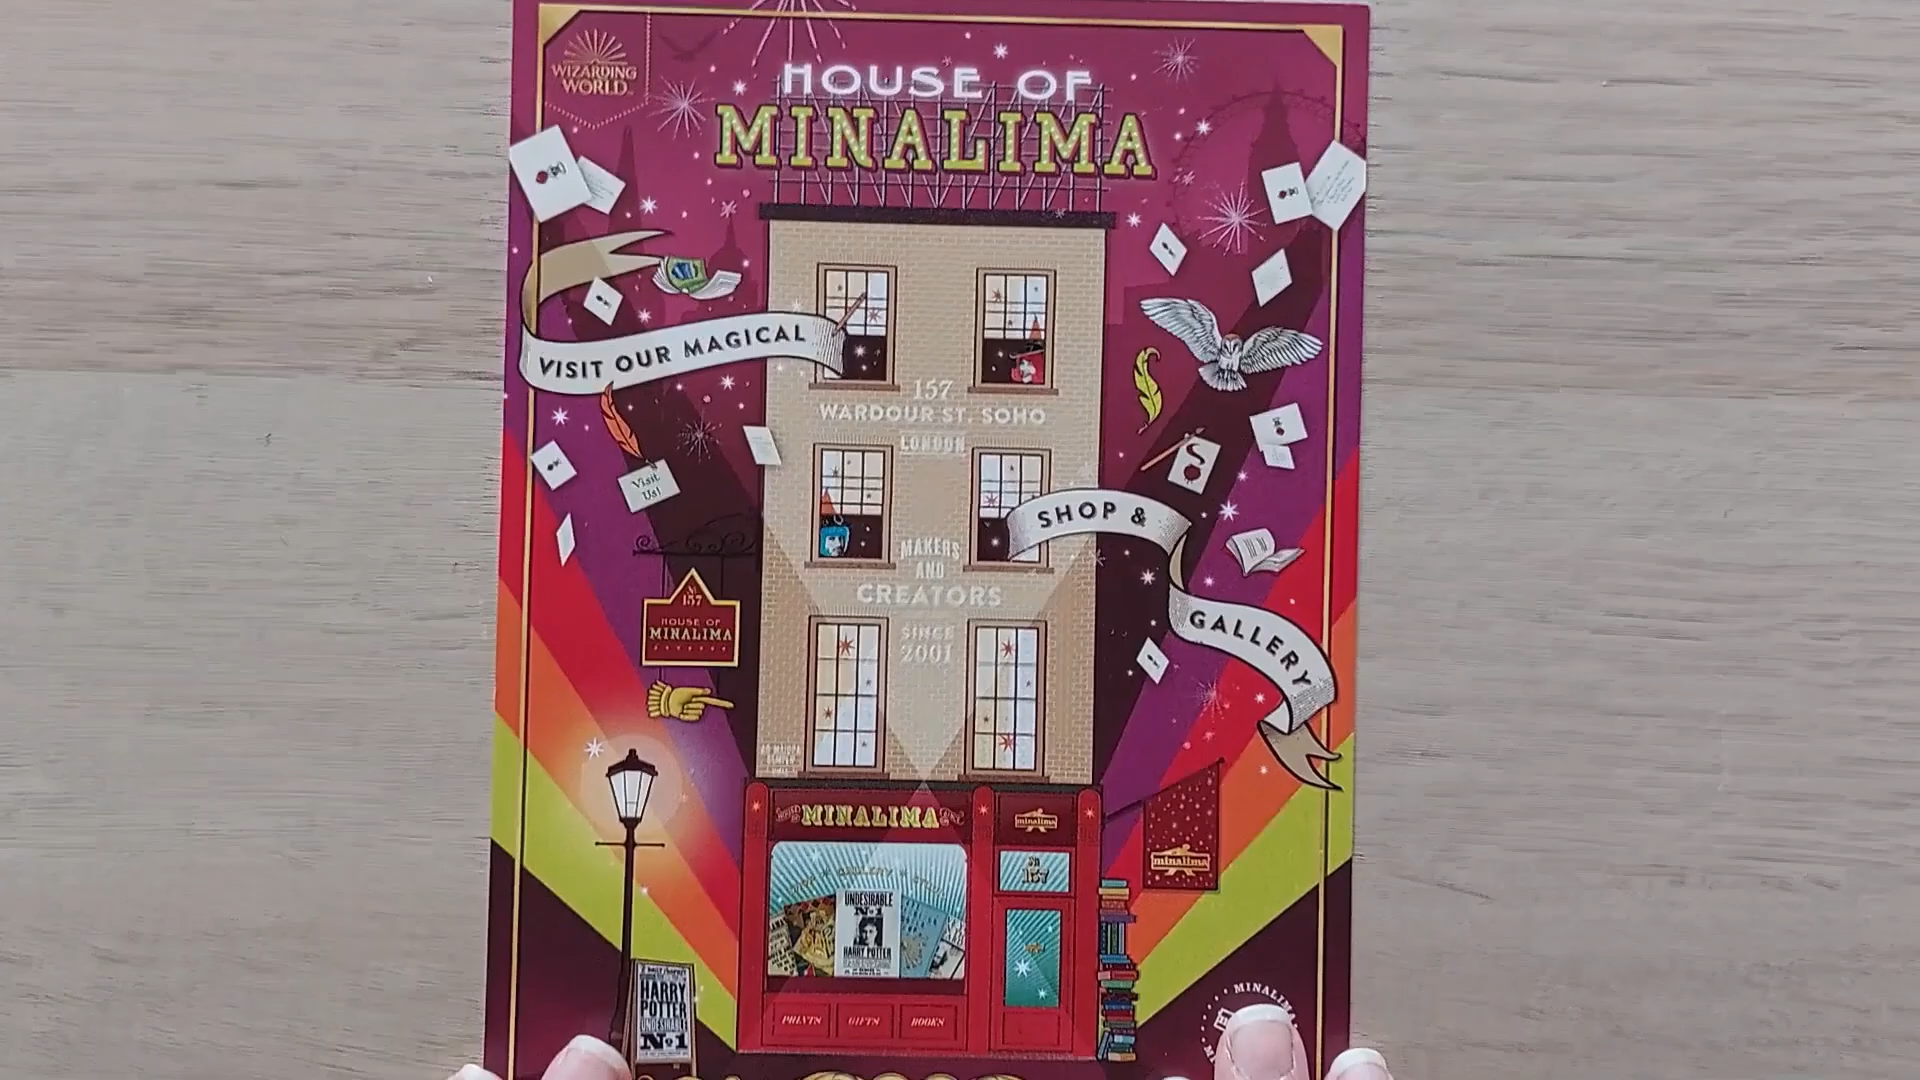 WIZARDING
WORLD
HOUSE OF
MINALIMA
VISIT OUR MAGICAL
157
WARDOUR ST. SOHO
LONDON
Visit
Us!
SHOP &
MAKERS
AND
CREATORS
GALLERY
SINCE
2001
157
HOUSE OF
MINALIMA
MINALIMA
minalima
157
minalima
GALLERY
UNDESIRABLE
Nº1
HARRY POTTER
HARRY
POTTER
UNDESIRABLE
Nº1
PRINTS
GIFTS
BOOKS